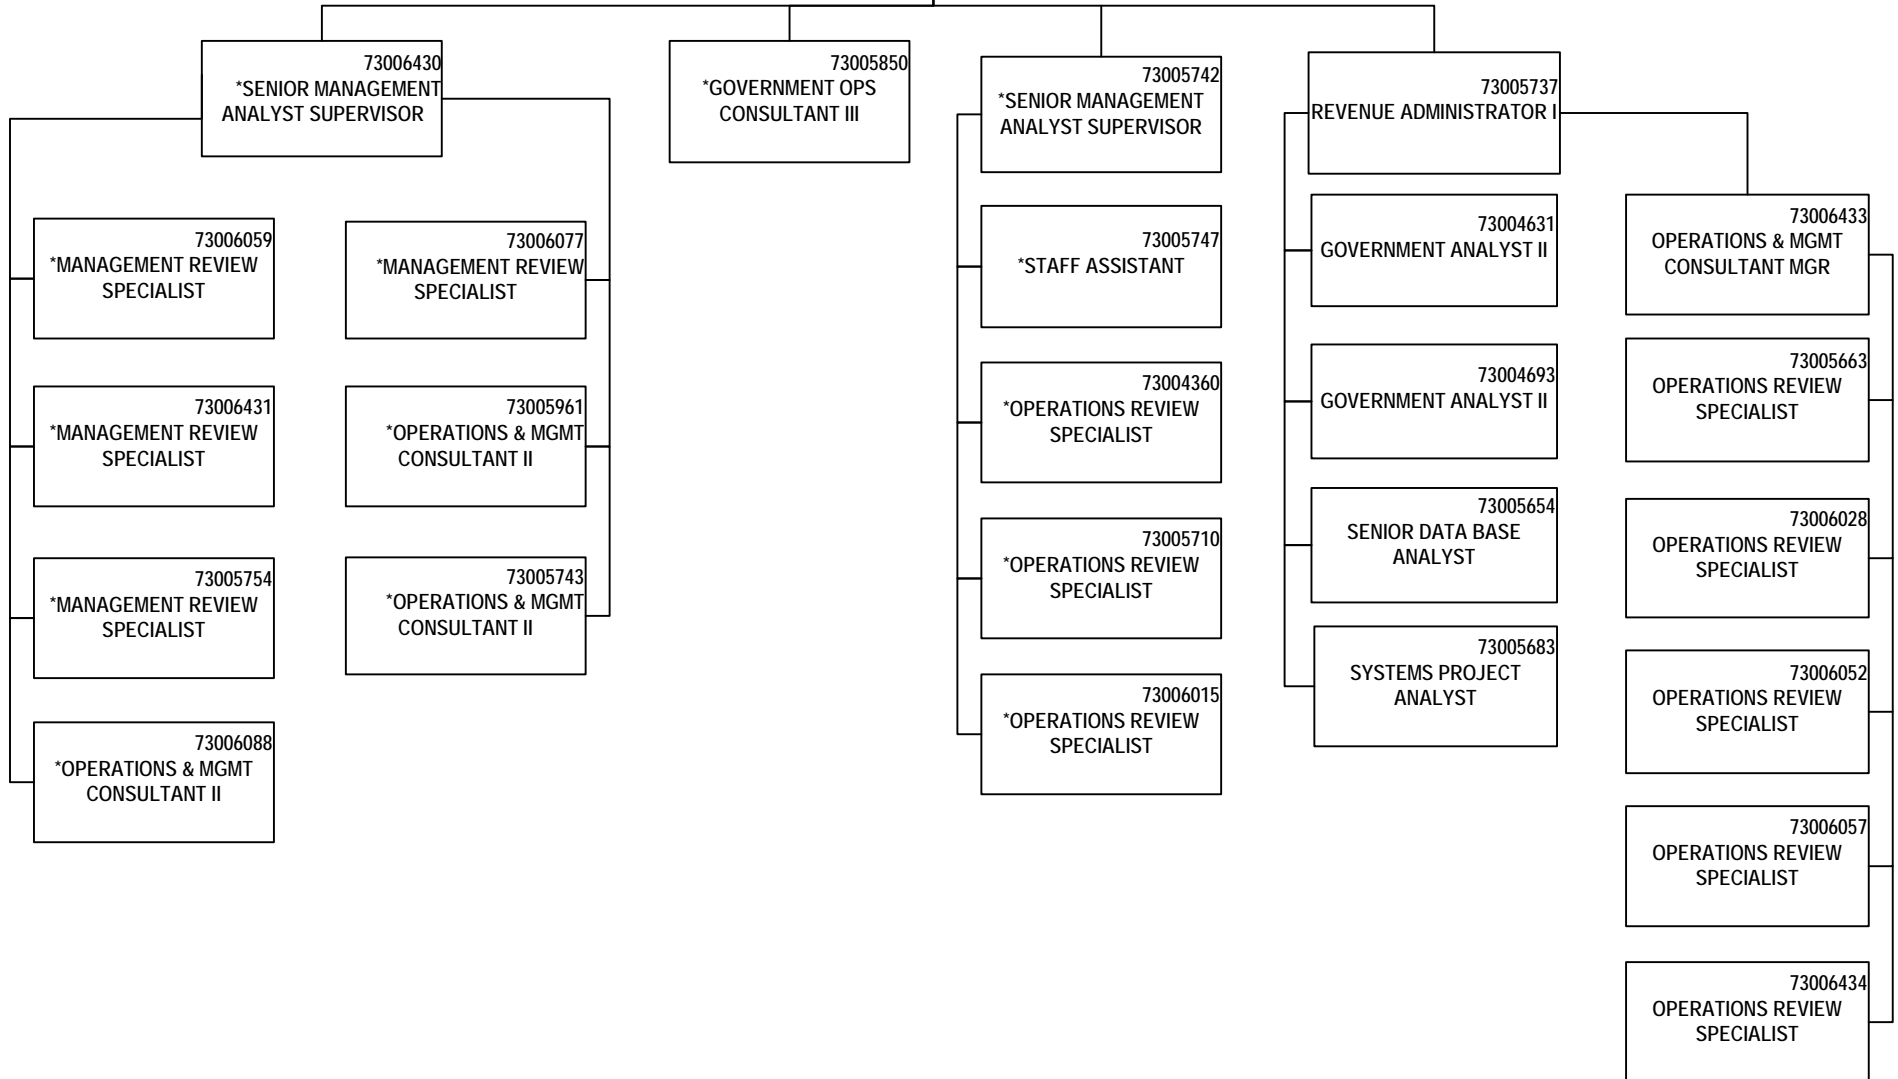 73006430
*SENIOR MANAGEMENT
ANALYST SUPERVISOR
73006059
*MANAGEMENT REVIEW
SPECIALIST
73006431
*MANAGEMENT REVIEW
SPECIALIST
73005754
*MANAGEMENT REVIEW
SPECIALIST
73006088
*OPERATIONS & MGMT
CONSULTANT II
73006077
*MANAGEMENT REVIEW
SPECIALIST
73005961
*OPERATIONS & MGMT
CONSULTANT II
73005743
*OPERATIONS & MGMT
CONSULTANT II
73005850
*GOVERNMENT OPS
CONSULTANT III
73005742
*SENIOR MANAGEMENT
ANALYST SUPERVISOR
73005747
*STAFF ASSISTANT
73004360
*OPERATIONS REVIEW
SPECIALIST
73005710
*OPERATIONS REVIEW
SPECIALIST
73006015
*OPERATIONS REVIEW
SPECIALIST
73005737
REVENUE ADMINISTRATOR I
73004631
GOVERNMENT ANALYST II
73004693
GOVERNMENT ANALYST II
73005654
SENIOR DATA BASE
ANALYST
73005683
SYSTEMS PROJECT
ANALYST
73006433
OPERATIONS & MGMT
CONSULTANT MGR
73005663
OPERATIONS REVIEW
SPECIALIST
73006028
OPERATIONS REVIEW
SPECIALIST
73006052
OPERATIONS REVIEW
SPECIALIST
73006057
OPERATIONS REVIEW
SPECIALIST
73006434
OPERATIONS REVIEW
SPECIALIST